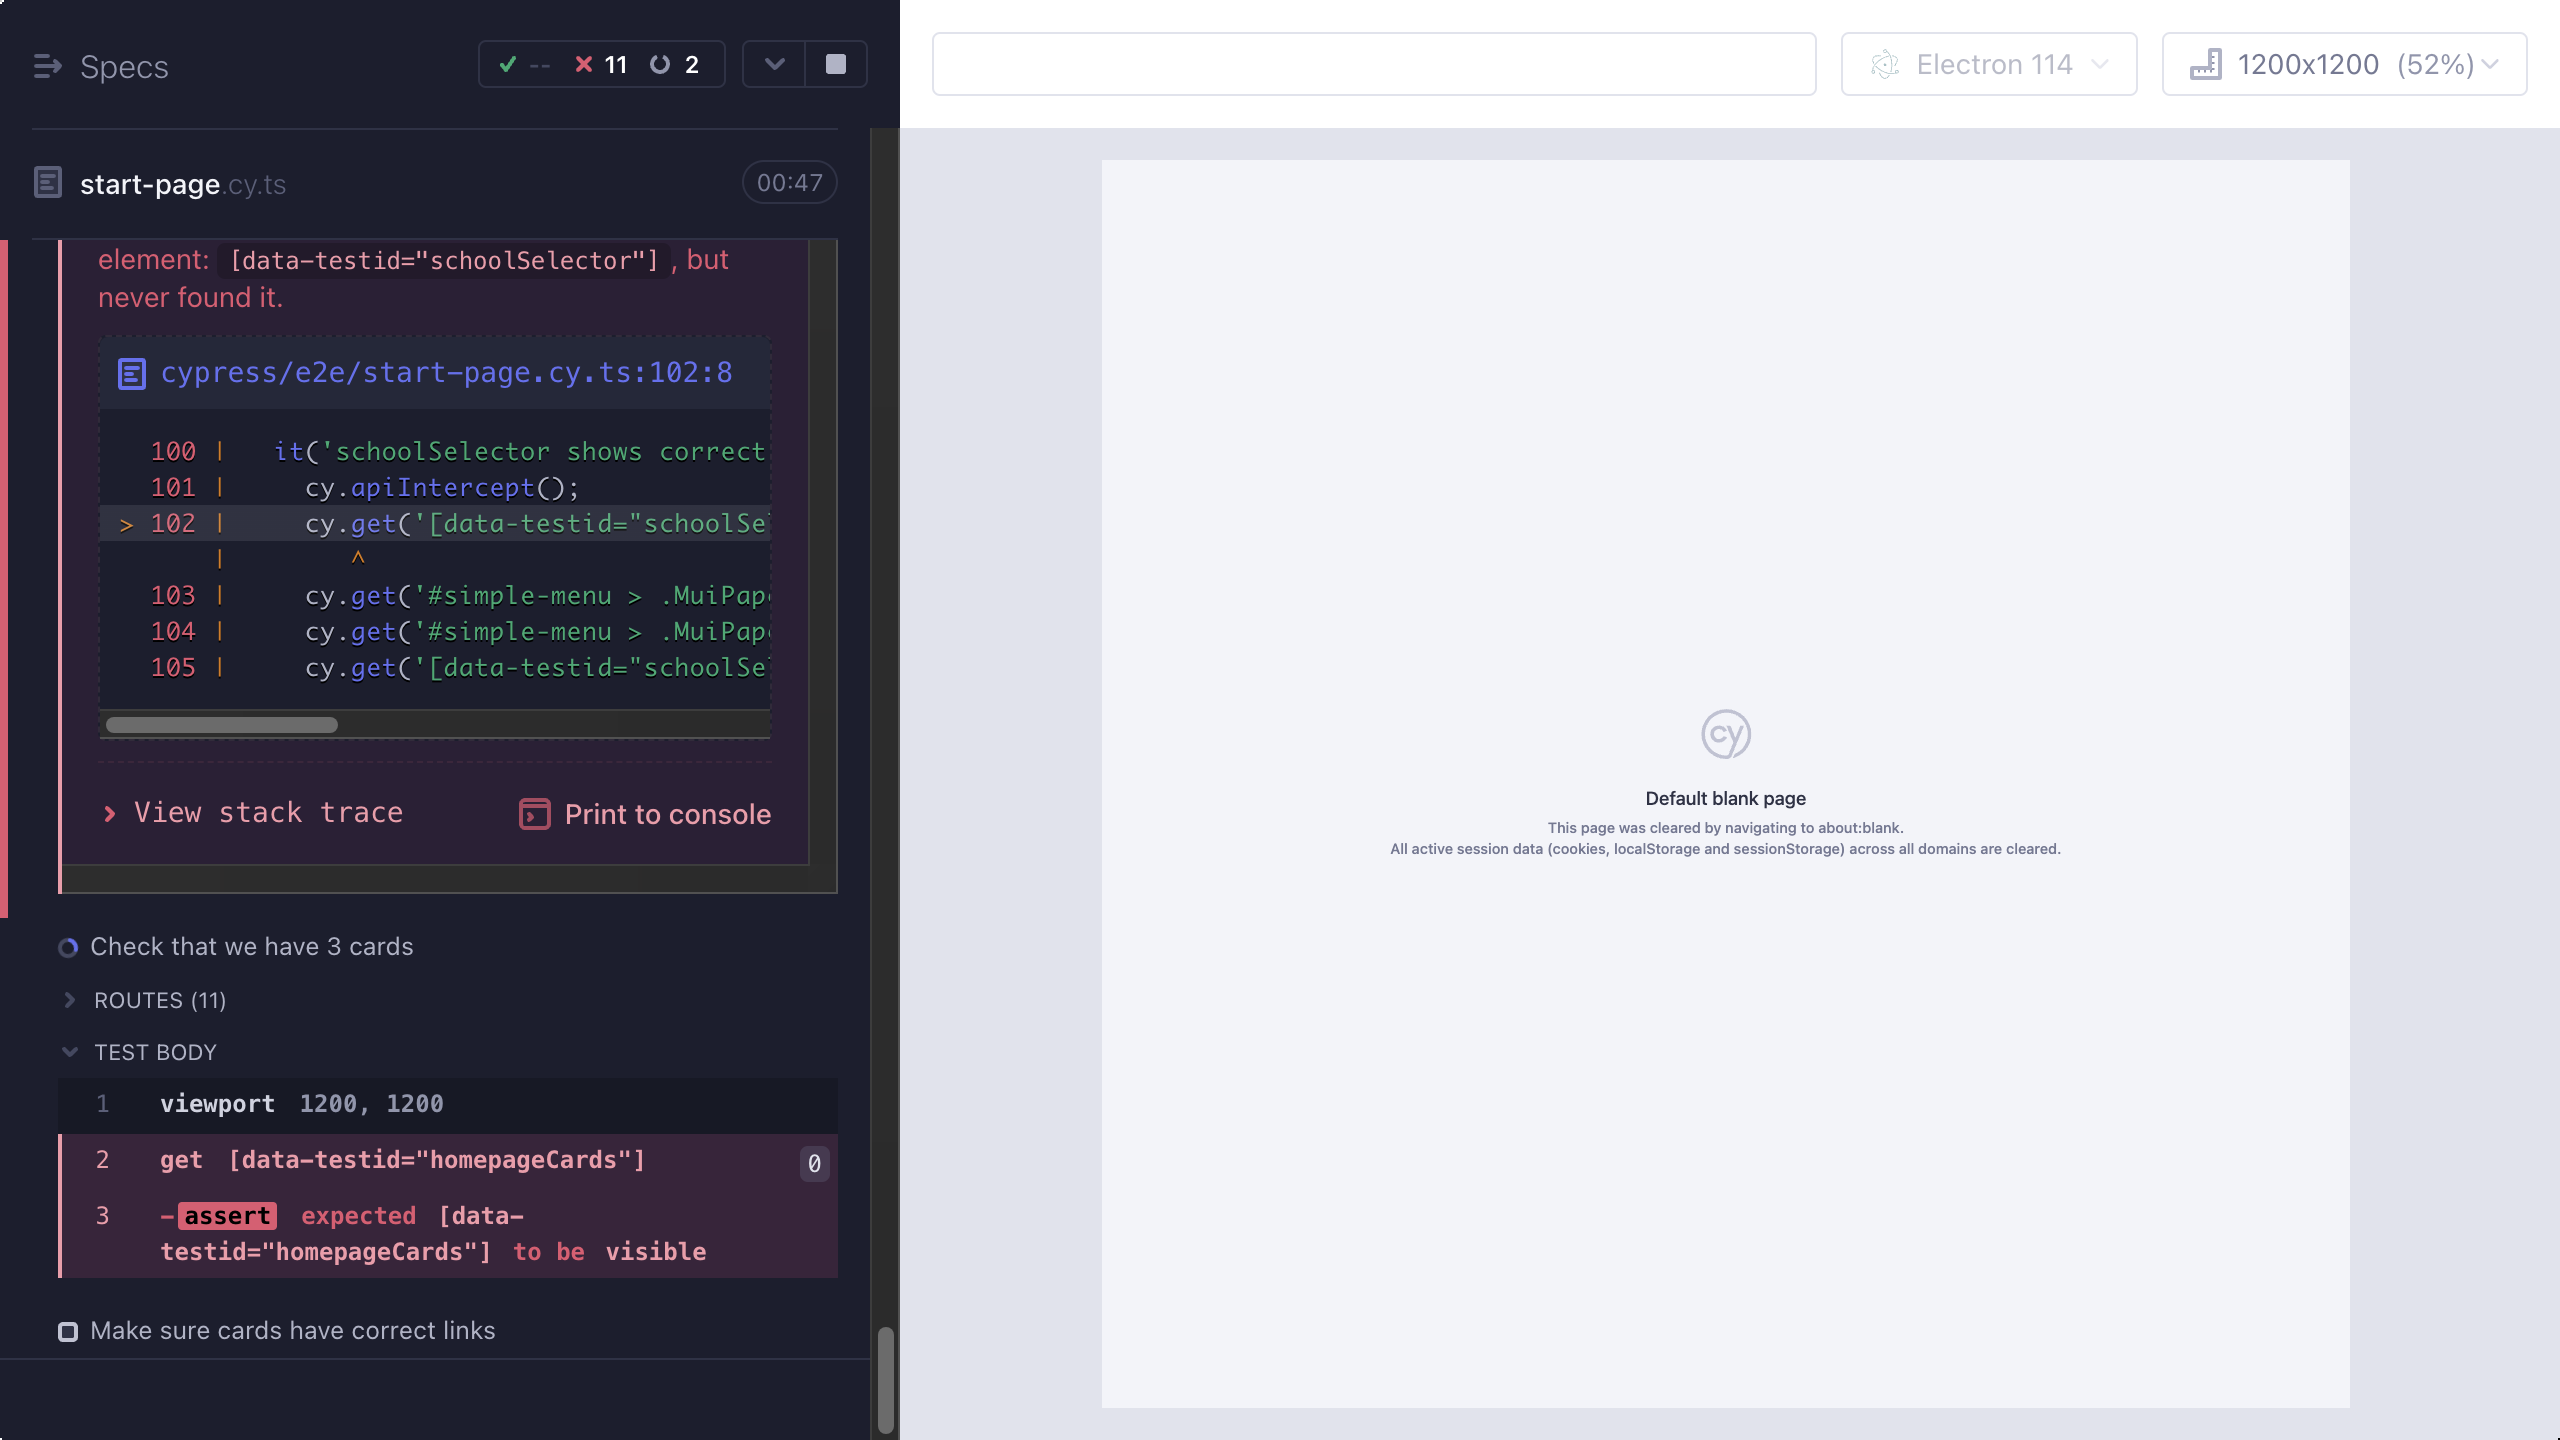 Specs
-- 11 2
start-page.cy.ts
00:47
element: [data-testid="schoolSelector"] , but
never found it.
cypress/e2e/start-page.cy.ts:102:8
100 | it('schoolSelector shows correct
101 | cy.apiIntercept();
> 102 | cy.get('[data-testid="schoolSel
| ^
103 | cy.get('#simple-menu > .MuiPape
104 | cy.get('#simple-menu > .MuiPape
105 | cy.get('[data-testid="schoolSel
View stack trace
Print to console
Check that we have 3 cards
ROUTES (11)
TEST BODY
1 viewport 1200, 1200
2 get [data-testid="homepageCards"] 0
3 -assert expected [data-
testid="homepageCards"] to be visible
Make sure cards have correct links
Electron 114
1200x1200 (52%)
cy
Default blank page
This page was cleared by navigating to about:blank.
All active session data (cookies, localStorage and sessionStorage) across all domains are cleared.